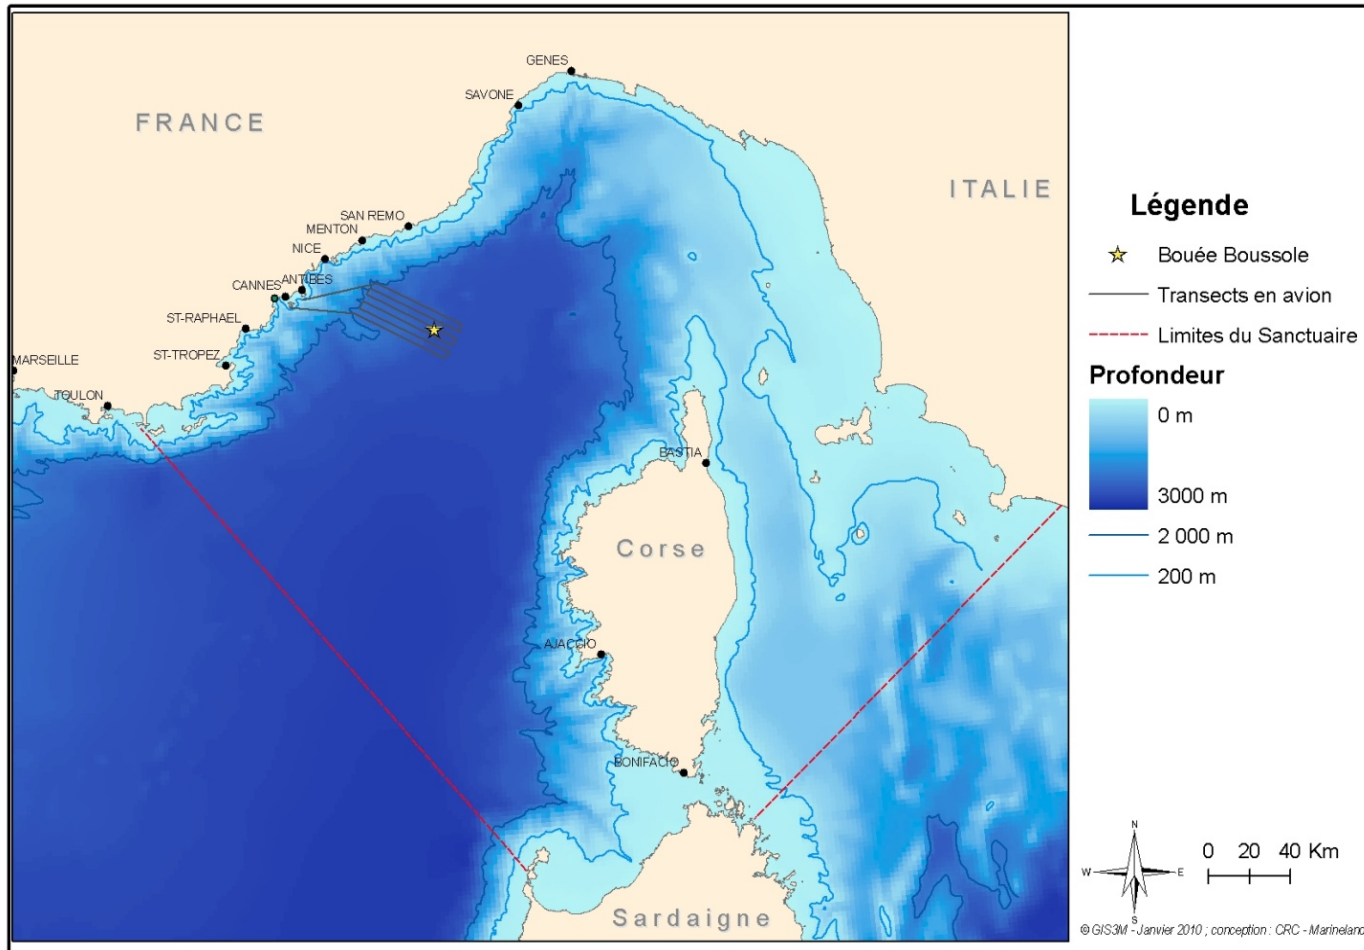 GENES
SAVONE
FRANCE
ITALIE
SAN REMO
MENTON
NICE
CANNES
ANTIBES
ST-RAPHAEL
ST-TROPEZ
MARSEILLE
TOULON
BASTIA
Corse
AJACCIO
BONIFACIO
Sardaigne
Légende
Bouée Boussole
Transects en avion
Limites du Sanctuaire
Profondeur
0 m
3000 m
2 000 m
200 m
N
W
E
S
0 20 40 Km
© GIS3M - Janvier 2010 ; conception : CRC - Marineland